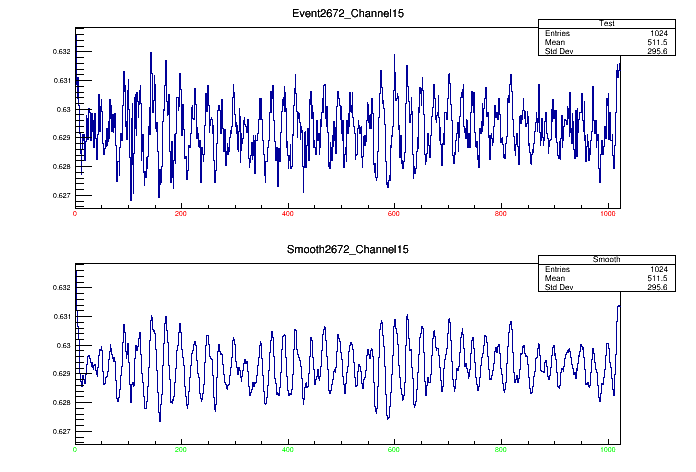 Event2672_Channel15
Test
Entries 1024
Mean 511.5
Std Dev 295.6
0.632
0.631
0.63
0.629
0.628
0.627
0 200 400 600 800 1000
Smooth2672_Channel15
Smooth
Entries 1024
Mean 511.5
Std Dev 295.6
0.632
0.631
0.63
0.629
0.628
0.627
0 200 400 600 800 1000